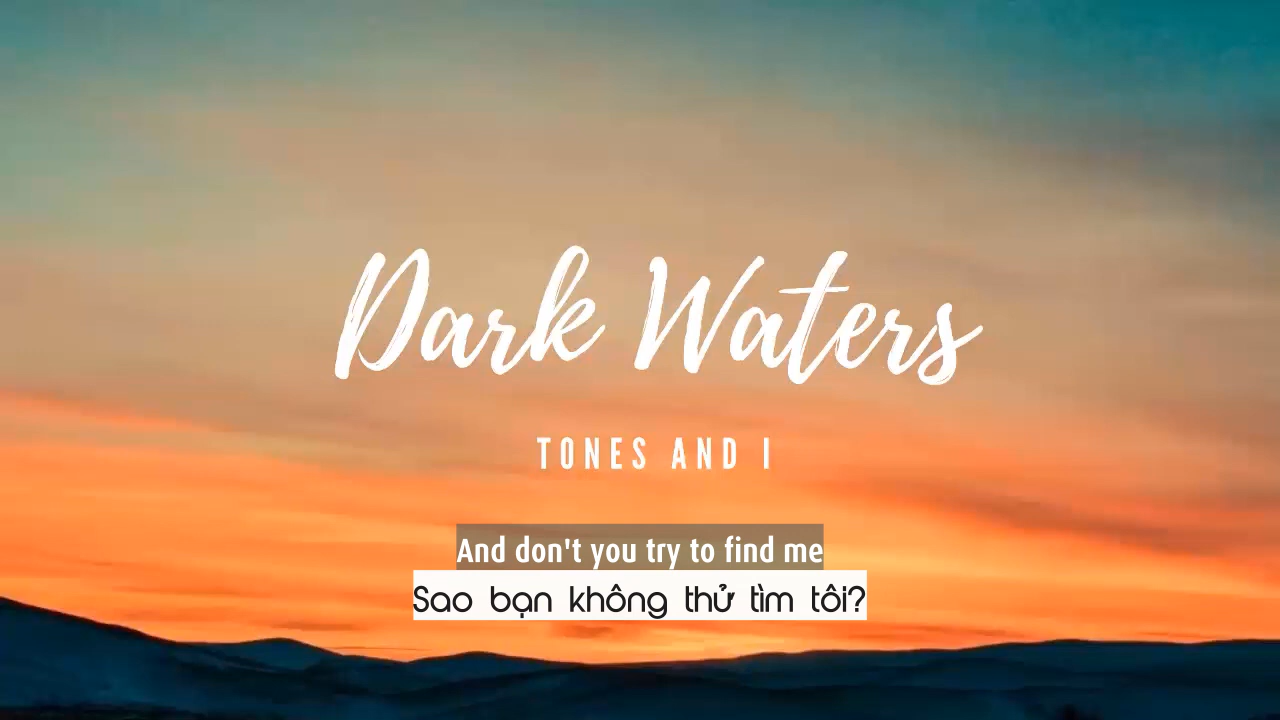 Dark Waters
TONES AND I
And don't you try to find me
Sao bạn không thử tìm tôi?